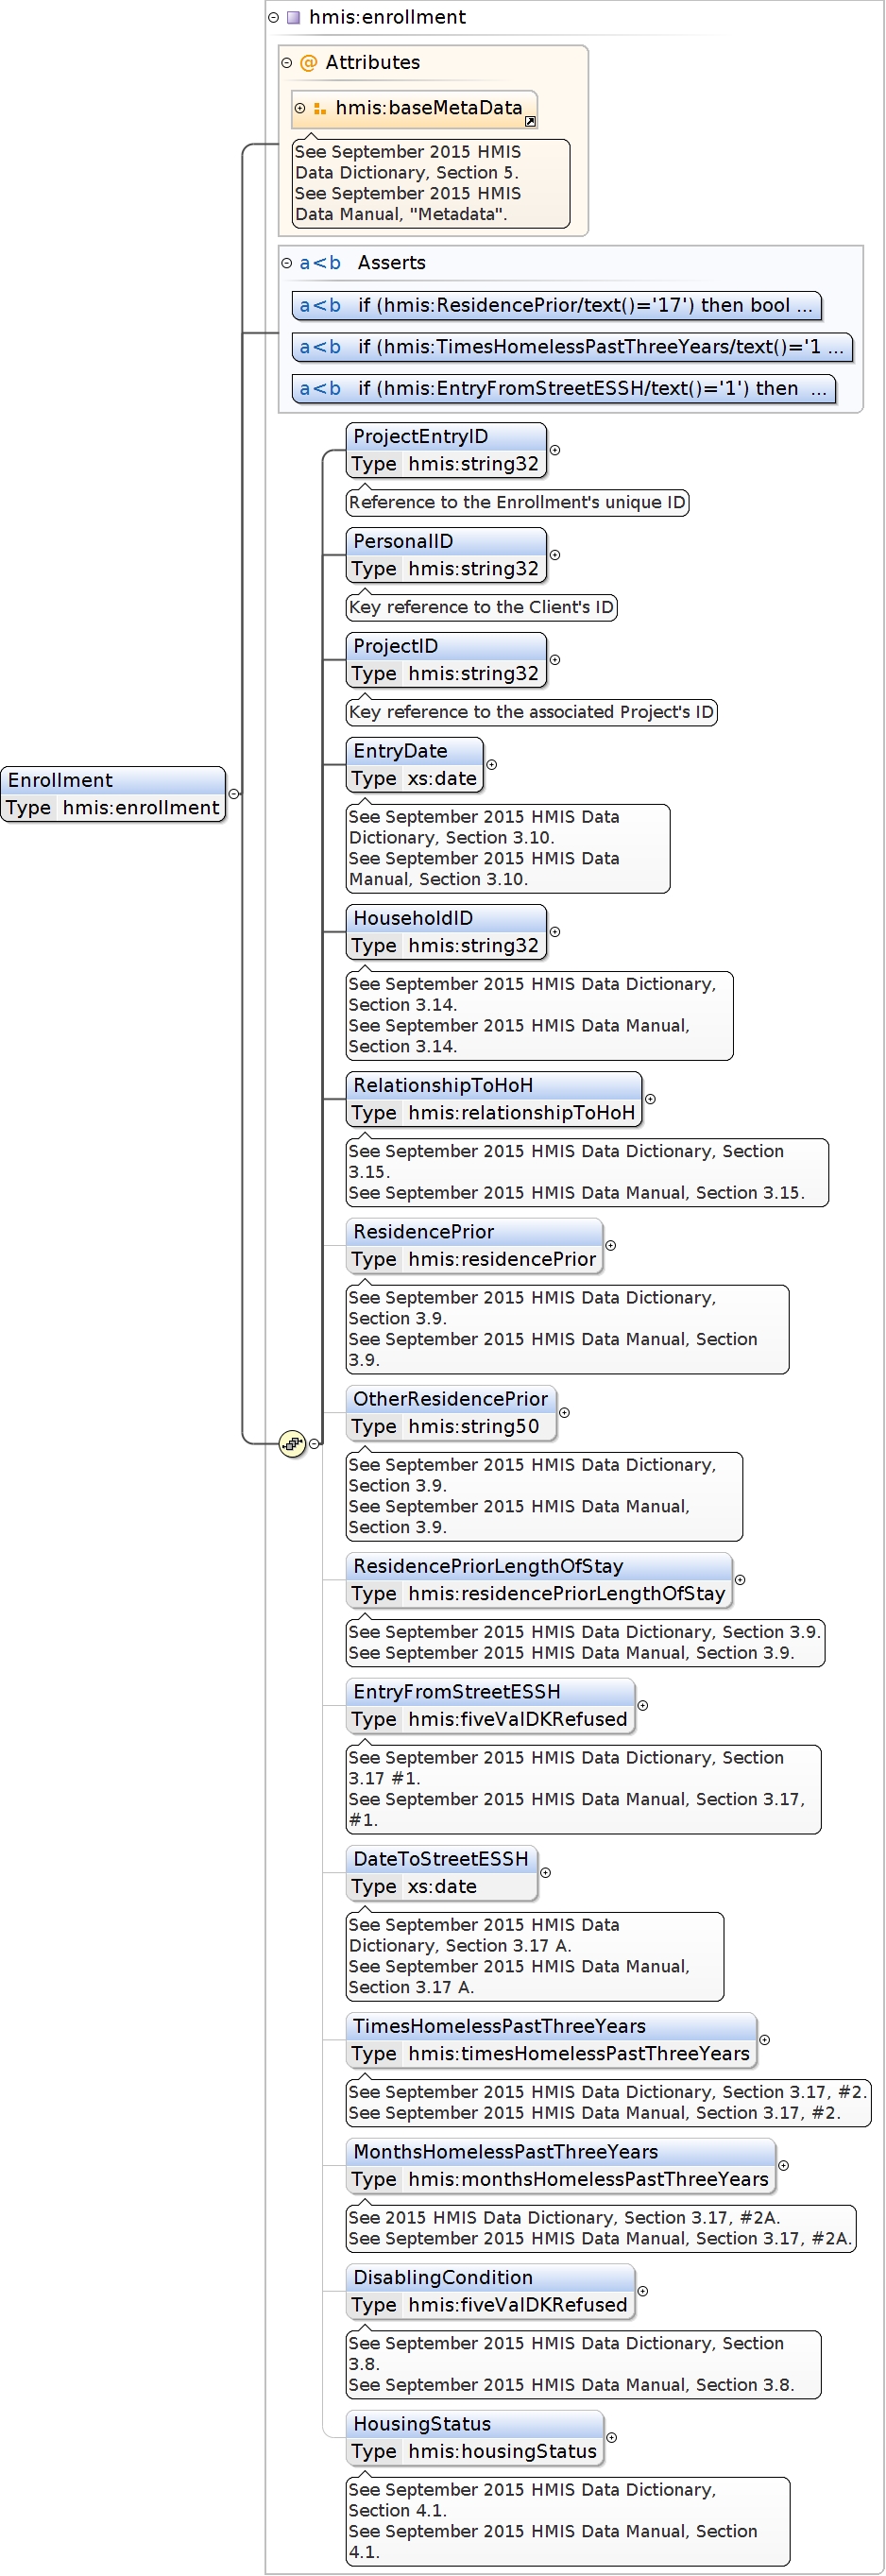 hmis:enrollment
@ Attributes
hmis:baseMetaData
See September 2015 HMIS
Data Dictionary, Section 5.
See September 2015 HMIS
Data Manual, "Metadata".
a<b Asserts
a<b if (hmis:ResidencePrior/text()='17') then bool ...
a<b if (hmis:TimesHomelessPastThreeYears/text()='1 ...
a<b if (hmis:EntryFromStreetESSH/text()='1') then ...
ProjectEntryID
Type hmis:string32
Reference to the Enrollment's unique ID
PersonalID
Type hmis:string32
Key reference to the Client's ID
ProjectID
Type hmis:string32
Key reference to the associated Project's ID
EntryDate
Type xs:date
See September 2015 HMIS Data
Dictionary, Section 3.10.
See September 2015 HMIS Data
Manual, Section 3.10.
Enrollment
Type hmis:enrollment
HouseholdID
Type hmis:string32
See September 2015 HMIS Data Dictionary,
Section 3.14.
See September 2015 HMIS Data Manual,
Section 3.14.
RelationshipToHoH
Type hmis:relationshipToHoH
See September 2015 HMIS Data Dictionary, Section
3.15.
See September 2015 HMIS Data Manual, Section 3.15.
ResidencePrior
Type hmis:residencePrior
See September 2015 HMIS Data Dictionary,
Section 3.9.
See September 2015 HMIS Data Manual, Section
3.9.
OtherResidencePrior
Type hmis:string50
See September 2015 HMIS Data Dictionary,
Section 3.9.
See September 2015 HMIS Data Manual,
Section 3.9.
ResidencePriorLengthOfStay
Type hmis:residencePriorLengthOfStay
See September 2015 HMIS Data Dictionary, Section 3.9.
See September 2015 HMIS Data Manual, Section 3.9.
EntryFromStreetESSH
Type hmis:fiveValDKRefused
See September 2015 HMIS Data Dictionary, Section
3.17 #1.
See September 2015 HMIS Data Manual, Section 3.17,
#1.
DateToStreetESSH
Type xs:date
See September 2015 HMIS Data
Dictionary, Section 3.17 A.
See September 2015 HMIS Data Manual,
Section 3.17 A.
TimesHomelessPastThreeYears
Type hmis:timesHomelessPastThreeYears
See September 2015 HMIS Data Dictionary, Section 3.17, #2.
See September 2015 HMIS Data Manual, Section 3.17, #2.
MonthsHomelessPastThreeYears
Type hmis:monthsHomelessPastThreeYears
See 2015 HMIS Data Dictionary, Section 3.17, #2A.
See September 2015 HMIS Data Manual, Section 3.17, #2A.
DisablingCondition
Type hmis:fiveValDKRefused
See September 2015 HMIS Data Dictionary, Section
3.8.
See September 2015 HMIS Data Manual, Section 3.8.
HousingStatus
Type hmis:housingStatus
See September 2015 HMIS Data Dictionary,
Section 4.1.
See September 2015 HMIS Data Manual, Section
4.1.